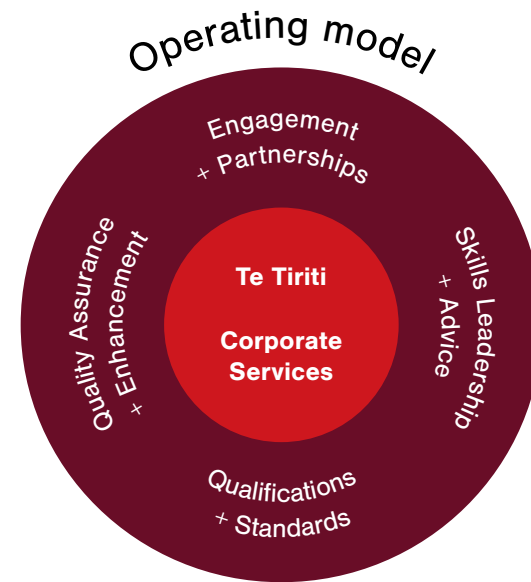 Operating model
Engagement
+ Partnerships
Skills Leadership
+ Advice
Qualifications
+ Standards
Quality Assurance
+ Enhancement
Te Tiriti
Corporate
Services